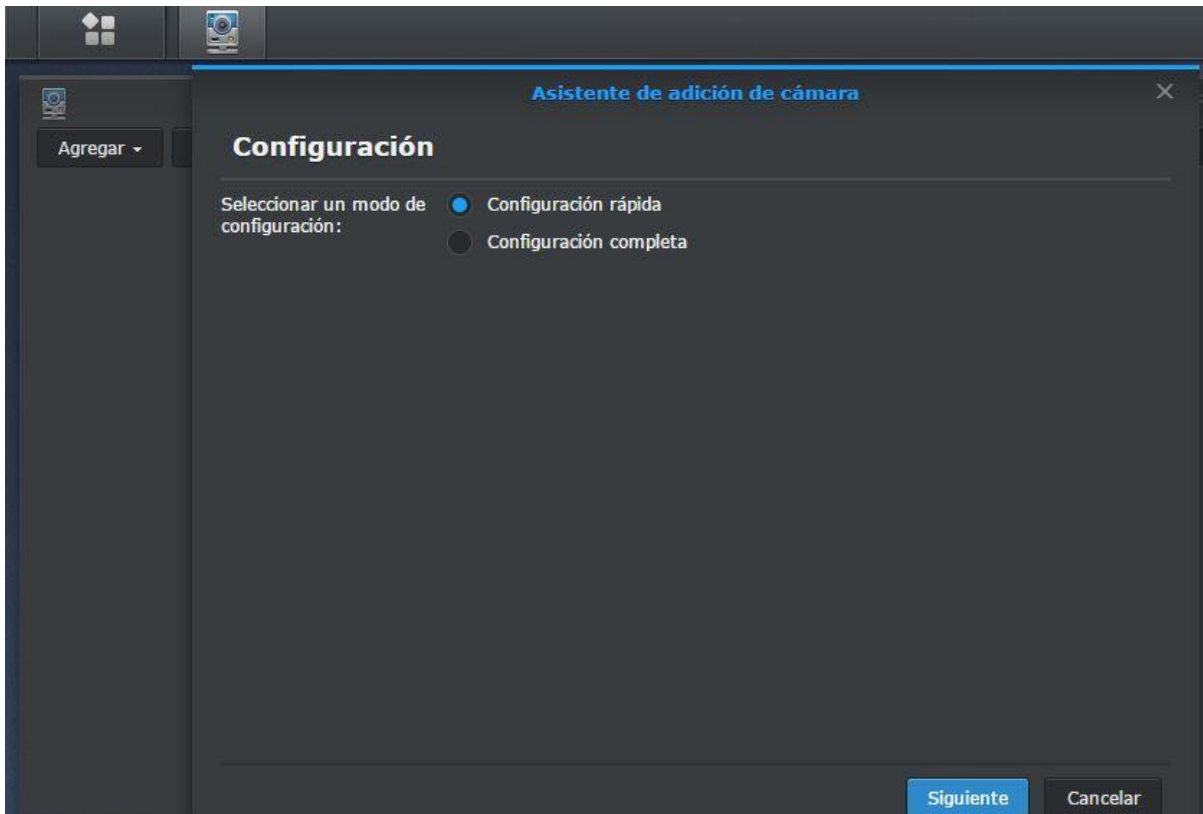 Asistente de adición de cámara
Agregar
Configuración
Seleccionar un modo de
configuración:
Configuración rápida
Configuración completa
Siguiente
Cancelar